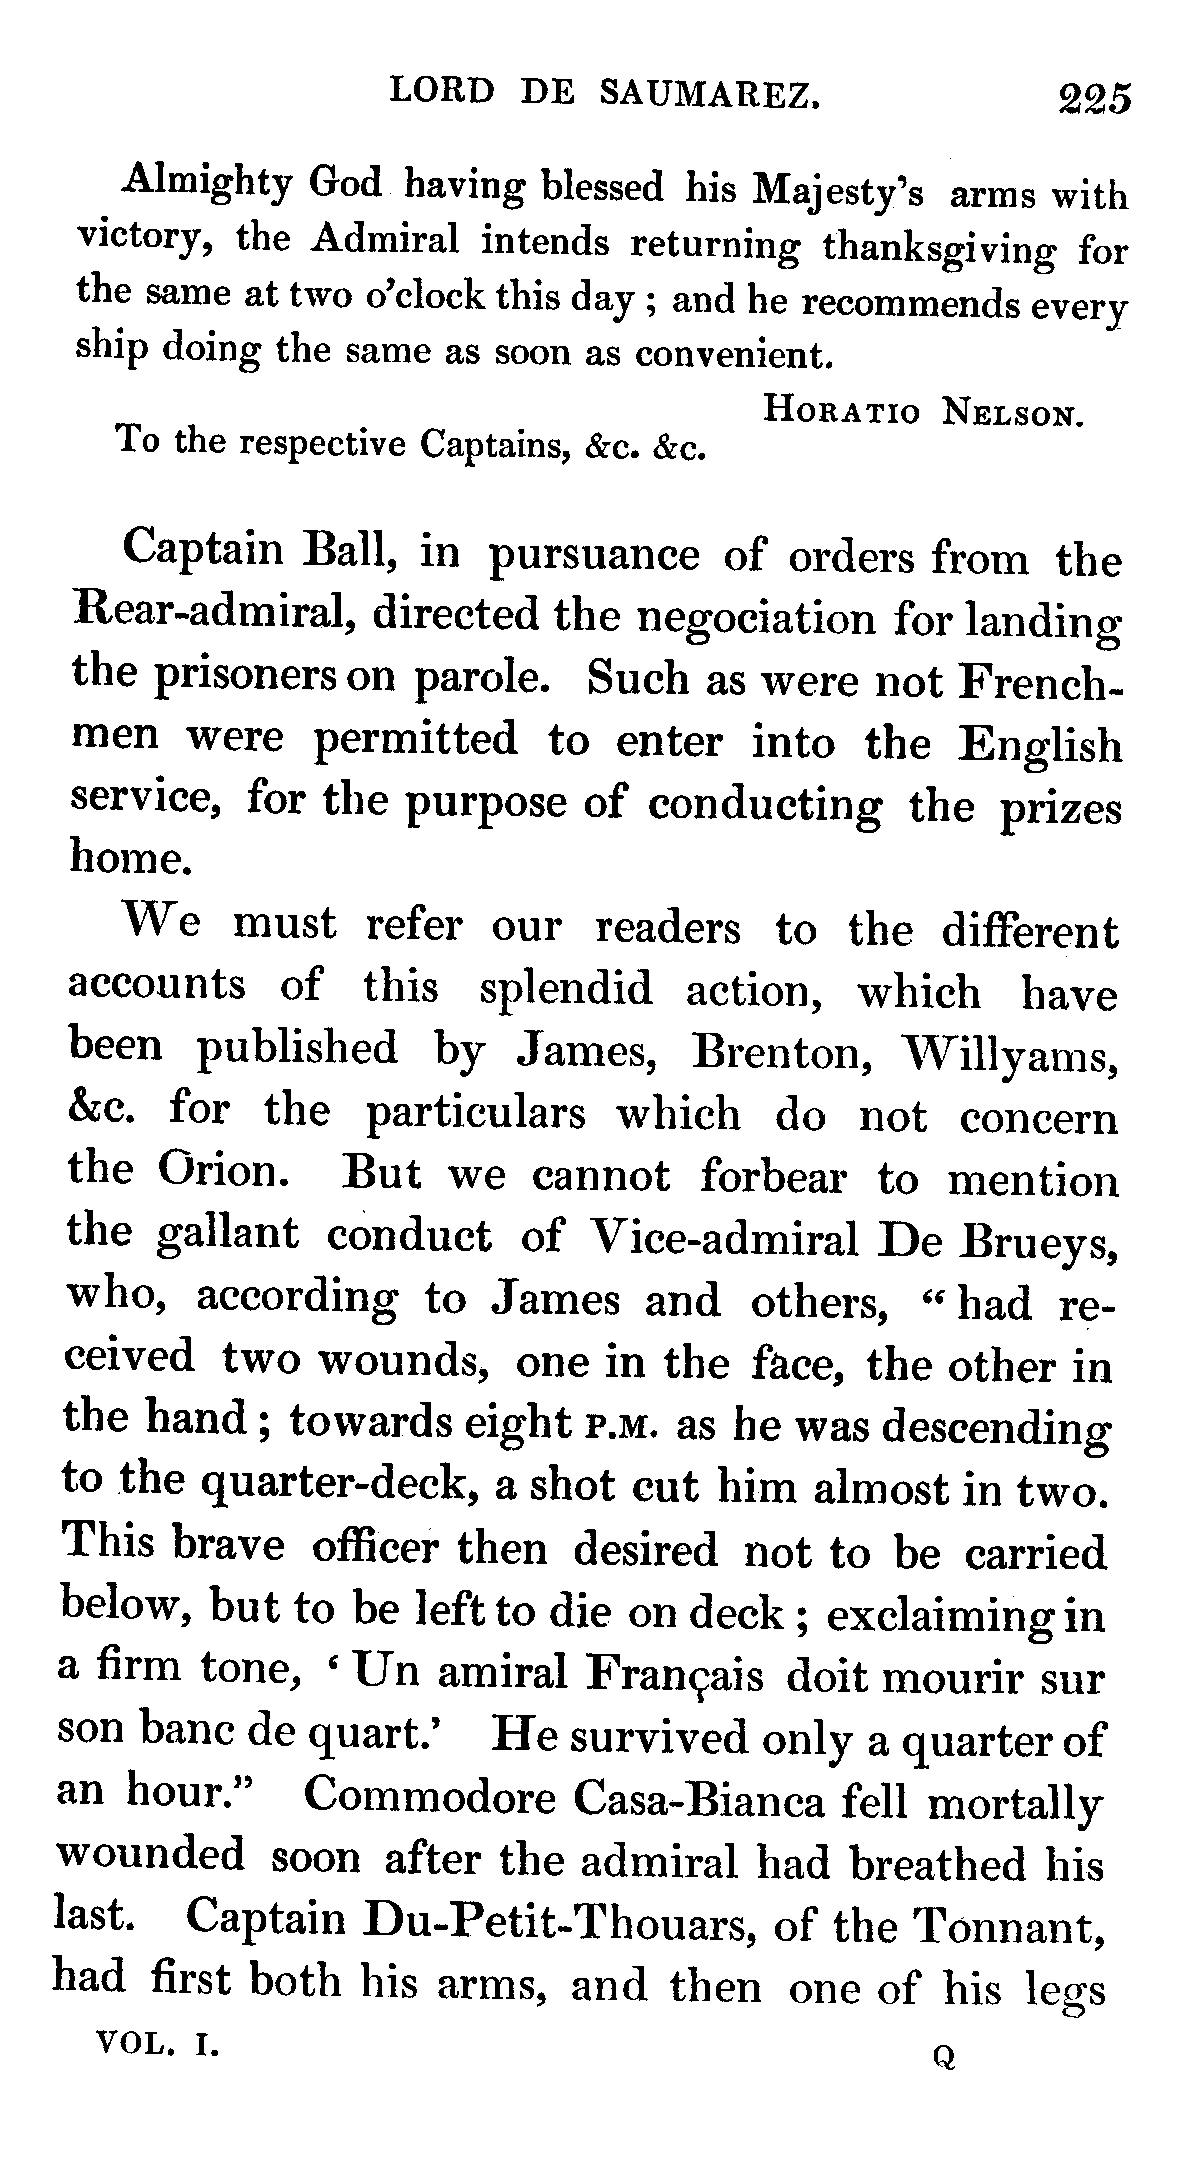 LORD DE SAUMAREZ. 225
Almighty God having blessed his Majesty's arms with
victory, the Admiral intends returning thanksgiving for
the same at two o'clock this day ; and he recommends every
ship doing the same as soon as convenient.
HORATIO NELSON.
To the respective Captains, &c. &c.
Captain Ball, in pursuance of orders from the
Rear-admiral, directed the negociation for landing
the prisoners on parole. Such as were not French-
men were permitted to enter into the English
service, for the purpose of conducting the prizes
home.
We must refer our readers to the different
accounts of this splendid action, which have
been published by James, Brenton, Willyams,
&c. for the particulars which do not concern
the Orion. But we cannot forbear to mention
the gallant conduct of Vice-admiral De Brueys,
who, according to James and others, “ had re-
ceived two wounds, one in the face, the other in
the hand ; towards eight P.M. as he was descending
to the quarter-deck, a shot cut him almost in two.
This brave officer then desired not to be carried
below, but to be left to die on deck ; exclaiming in
a firm tone, ‘ Un amiral Français doit mourir sur
son banc de quart.’ He survived only a quarter of
an hour.” Commodore Casa-Bianca fell mortally
wounded soon after the admiral had breathed his
last. Captain Du-Petit-Thouars, of the Tonnant,
had first both his arms, and then one of his legs
VOL. I. Q